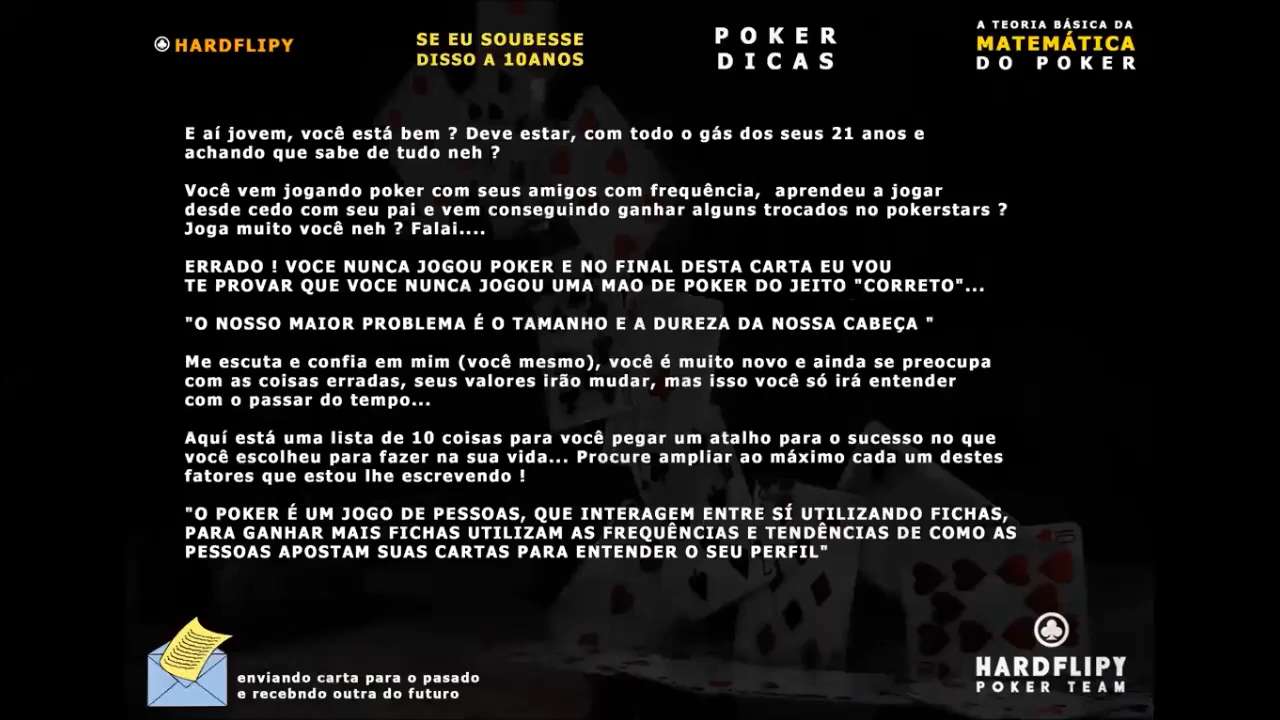 HARDFLIPY
SE EU SOUBESSE
DISSO A 10ANOS
POKER
DICAS
A TEORIA BÁSICA DA
MATEMÁTICA
DO POKER
E aí jovem, você está bem ? Deve estar, com todo o gás dos seus 21 anos e
achando que sabe de tudo neh ?
Você vem jogando poker com seus amigos com frequência, aprendeu a jogar
desde cedo com seu pai e vem conseguindo ganhar alguns trocados no pokerstars ?
Joga muito você neh ? Falai....
ERRADO ! VOCE NUNCA JOGOU POKER E NO FINAL DESTA CARTA EU VOU
TE PROVAR QUE VOCE NUNCA JOGOU UMA MAO DE POKER DO JEITO "CORRETO"...
"O NOSSO MAIOR PROBLEMA É O TAMANHO E A DUREZA DA NOSSA CABEÇA "
Me escuta e confia em mim (você mesmo), você é muito novo e ainda se preocupa
com as coisas erradas, seus valores irão mudar, mas isso você só irá entender
com o passar do tempo...
Aquí está uma lista de 10 coisas para você pegar um atalho para o sucesso no que
você escolheu para fazer na sua vida... Procure ampliar ao máximo cada um destes
fatores que estou lhe escrevendo !
"O POKER É UM JOGO DE PESSOAS, QUE INTERAGEM ENTRE SÍ UTILIZANDO FICHAS,
PARA GANHAR MAIS FICHAS UTILIZAM AS FREQUÊNCIAS E TENDÊNCIAS DE COMO AS
PESSOAS APOSTAM SUAS CARTAS PARA ENTENDER O SEU PERFIL"
enviando carta para o pasado
e recebndo outra do futuro
HARDFLIPY
POKER TEAM